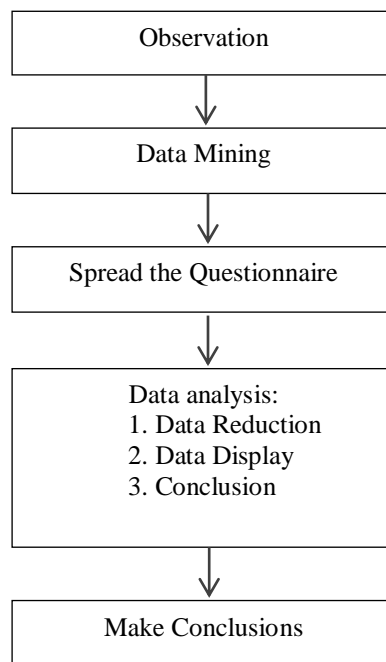 Observation
Data Mining
Spread the Questionnaire
Data analysis:
1. Data Reduction
2. Data Display
3. Conclusion
Make Conclusions